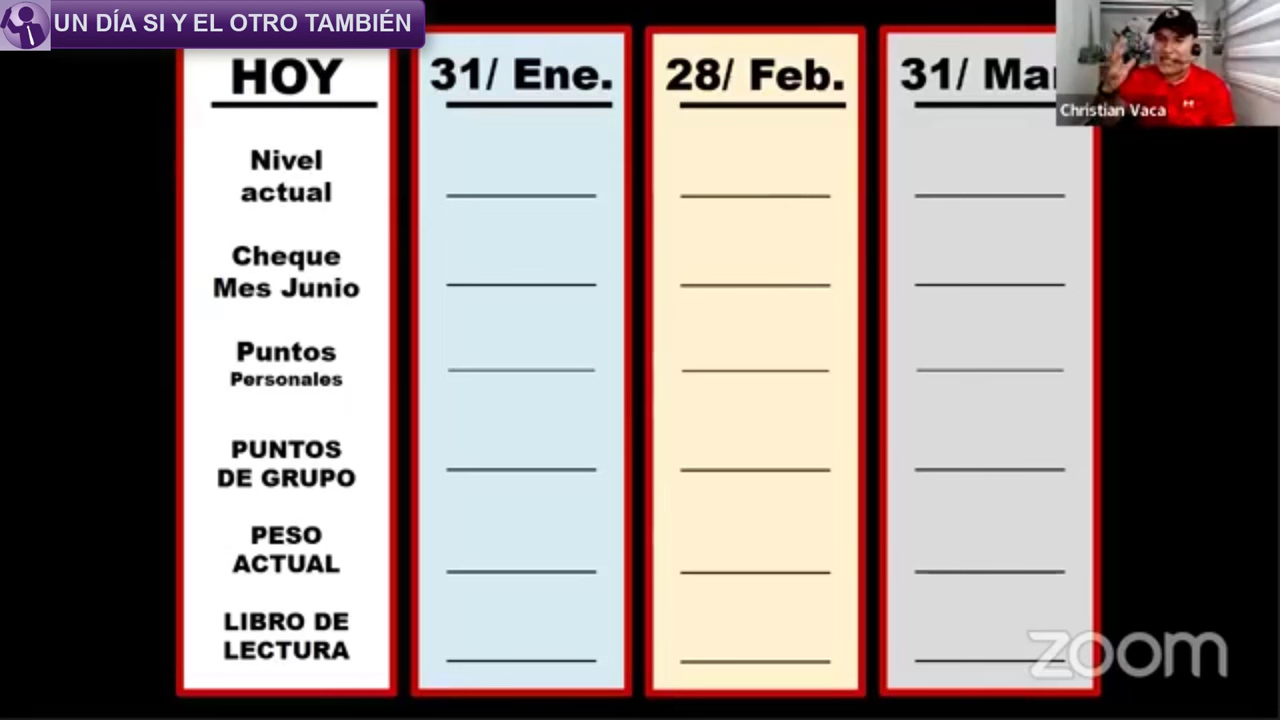 UN DÍA SI Y EL OTRO TAMBIÉN
HOY
31/ Ene.
28/ Feb.
31/ Mar
Christian Vaca
Nivel
actual
Cheque
Mes Junio
Puntos
Personales
PUNTOS
DE GRUPO
PESO
ACTUAL
LIBRO DE
LECTURA
zoom